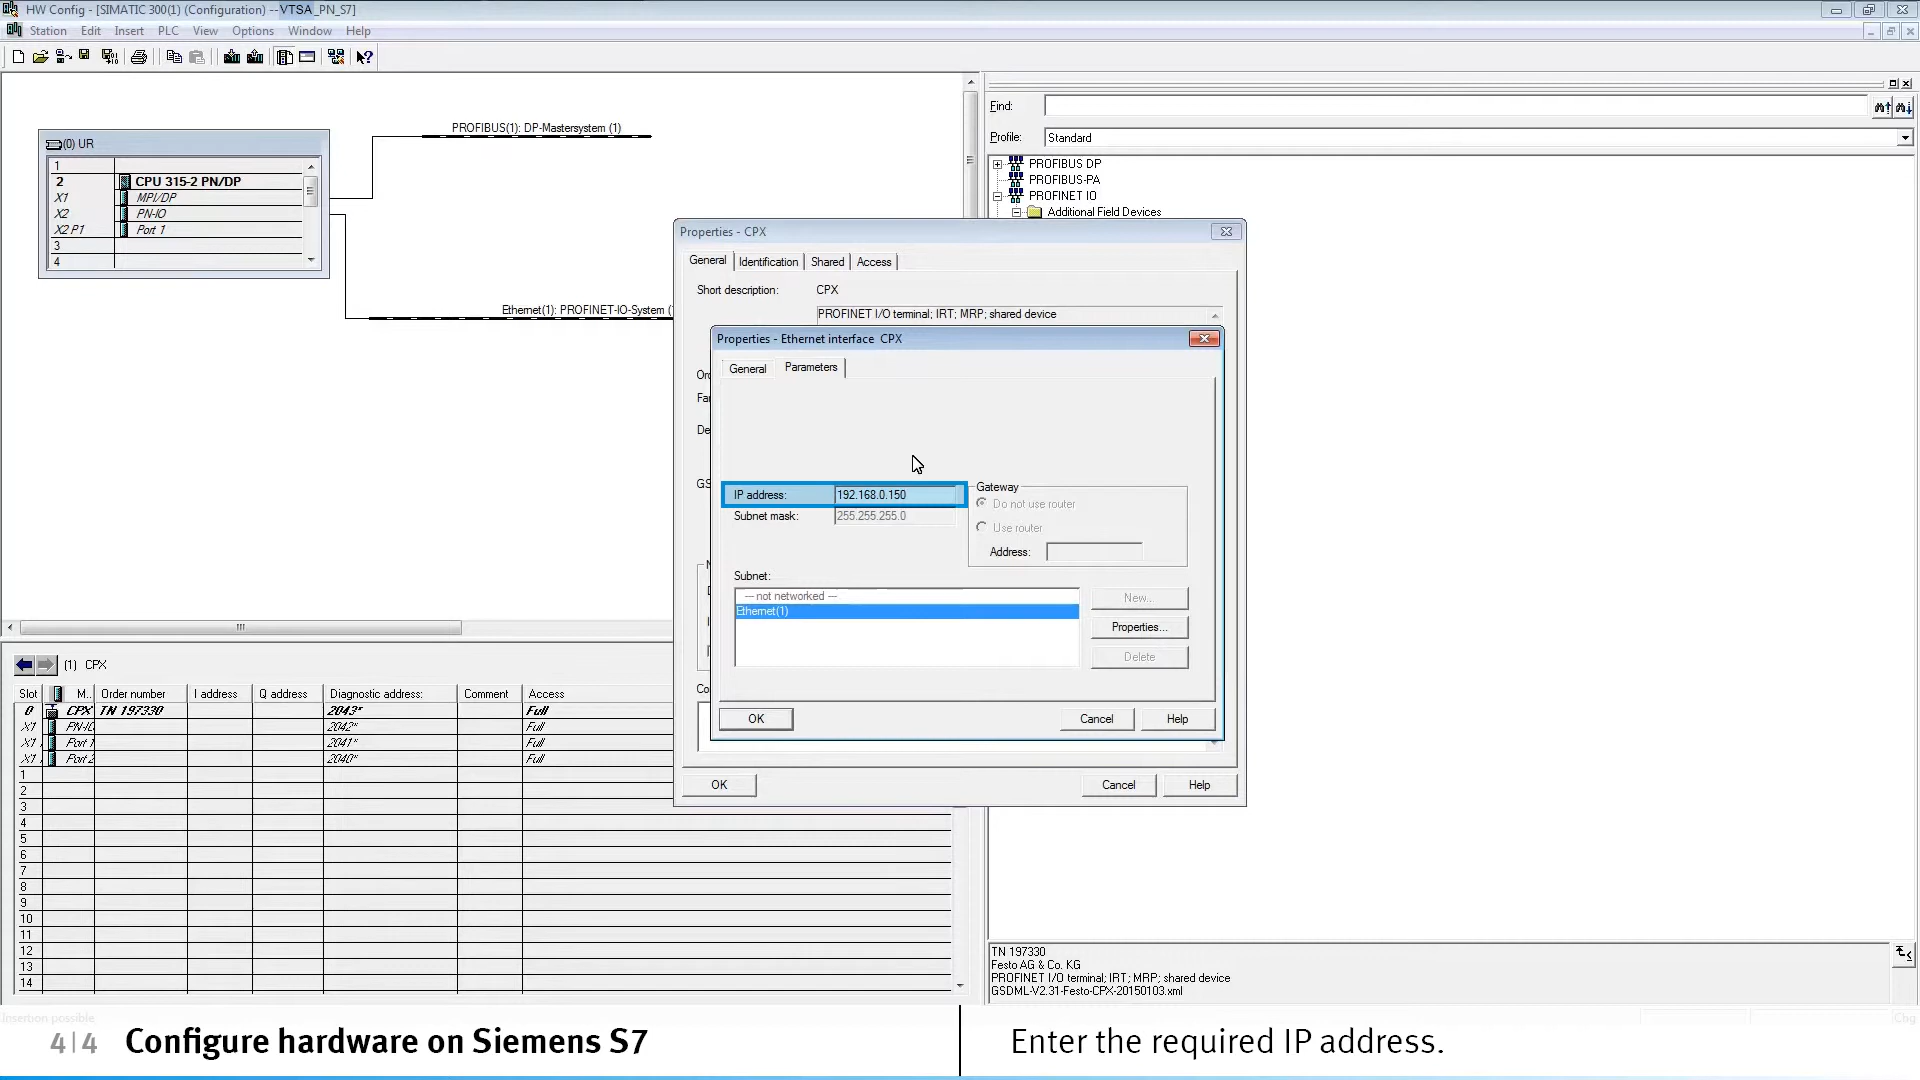 HW Config - [SIMATIC 300(1) (Configuration) -- VTSA_PN_S7]
Station Edit Insert PLC View Options Window Help
Find:
Profile: Standard
PROFIBUS DP
PROFIBUS-PA
PROFINET IO
Additional Field Devices
PROFIBUS(1): DP-Mastersystem (1)
(0) UR
1
2 CPU 315-2 PN/DP
X1 MPI/DP
X2 PN-IO
X2 P1 Port 1
3
4
Ethernet(1): PROFINET-IO-System
Properties - CPX
General Identification Shared Access
Short description: CPX
PROFINET I/O terminal; IRT; MRP; shared device
Properties - Ethernet interface CPX
General Parameters
IP address: 192.168.0.150
Subnet mask: 255.255.255.0
Gateway
Do not use router
Use router
Address:
Subnet:
--- not networked ---
Ethernet(1)
New...
Properties...
Delete
OK Cancel Help
OK Cancel Help
(1) CPX
Slot M... Order number I address Q address Diagnostic address: Comment Access
0 CPX TN 197330 2043* Full
X1 PN-IO 2042* Full
X1 Port 1 2041* Full
X1 Port 2 2040* Full
1
2
3
4
5
6
7
8
9
10
11
12
13
14
TN 197330
Festo AG & Co. KG
PROFINET I/O terminal; IRT; MRP; shared device
GSDML-V2.31-Festo-CPX-20150103.xml
Insertion possible
Chg
4|4 Configure hardware on Siemens S7
Enter the required IP address.